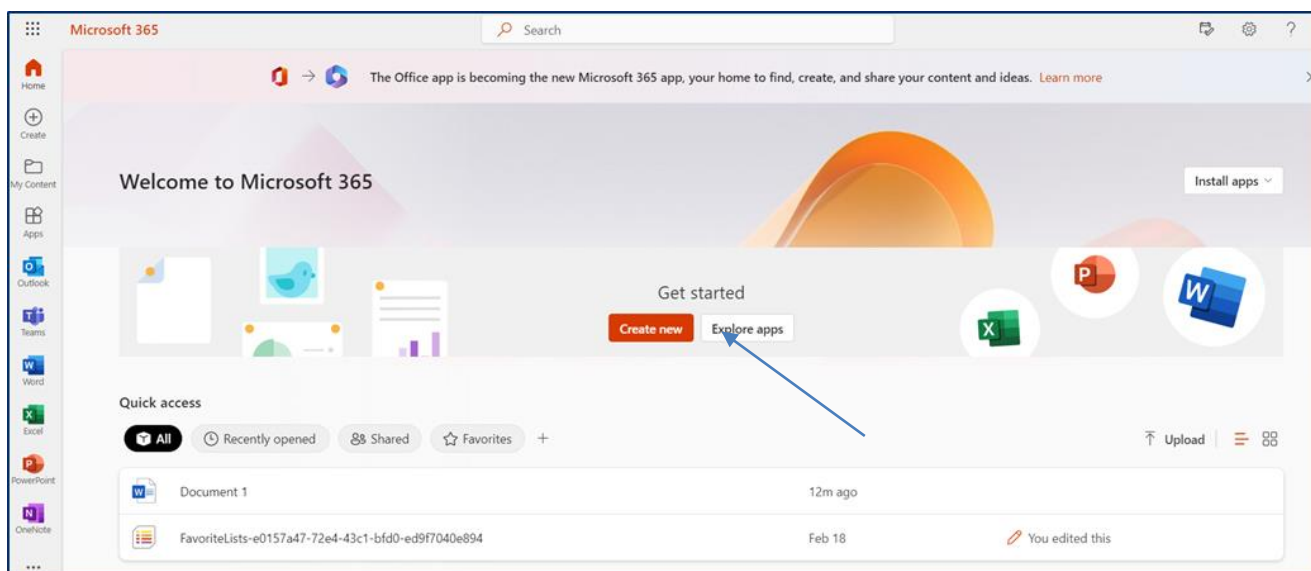 Microsoft 365
Search
?
Home
The Office app is becoming the new Microsoft 365 app, your home to find, create, and share your content and ideas. Learn more
Create
My Content
Welcome to Microsoft 365
Install apps
Apps
Outlook
Get started
P
W
Teams
Create new
Explore apps
X
Word
Quick access
Excel
All
Recently opened
Shared
Favorites
+
Upload
PowerPoint
Document 1
12m ago
OneNote
FavoriteLists-e0157a47-72e4-43c1-bfd0-ed9f7040e894
Feb 18
You edited this